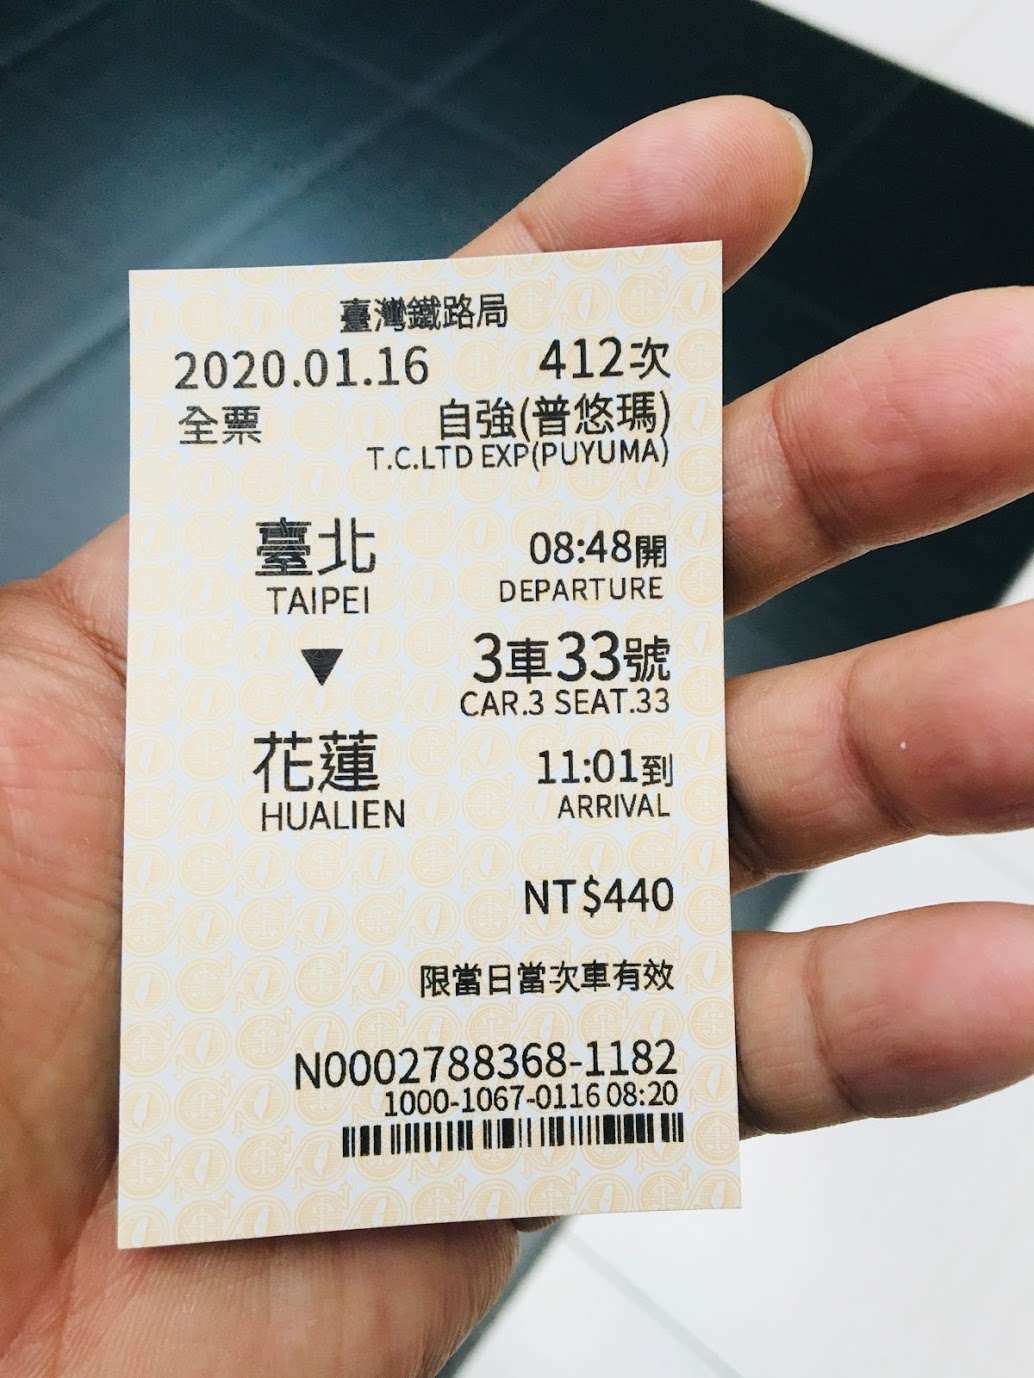 臺灣鐵路局
2020.01.16 412次
全票 自強(普悠瑪)
T.C.LTD EXP(PUYUMA)
臺北 08:48開
TAIPEI DEPARTURE
▼ 3車33號
CAR.3 SEAT.33
花蓮 11:01到
HUALIEN ARRIVAL
NT$440
限當日當次車有效
N0002788368-1182
1000-1067-0116 08:20